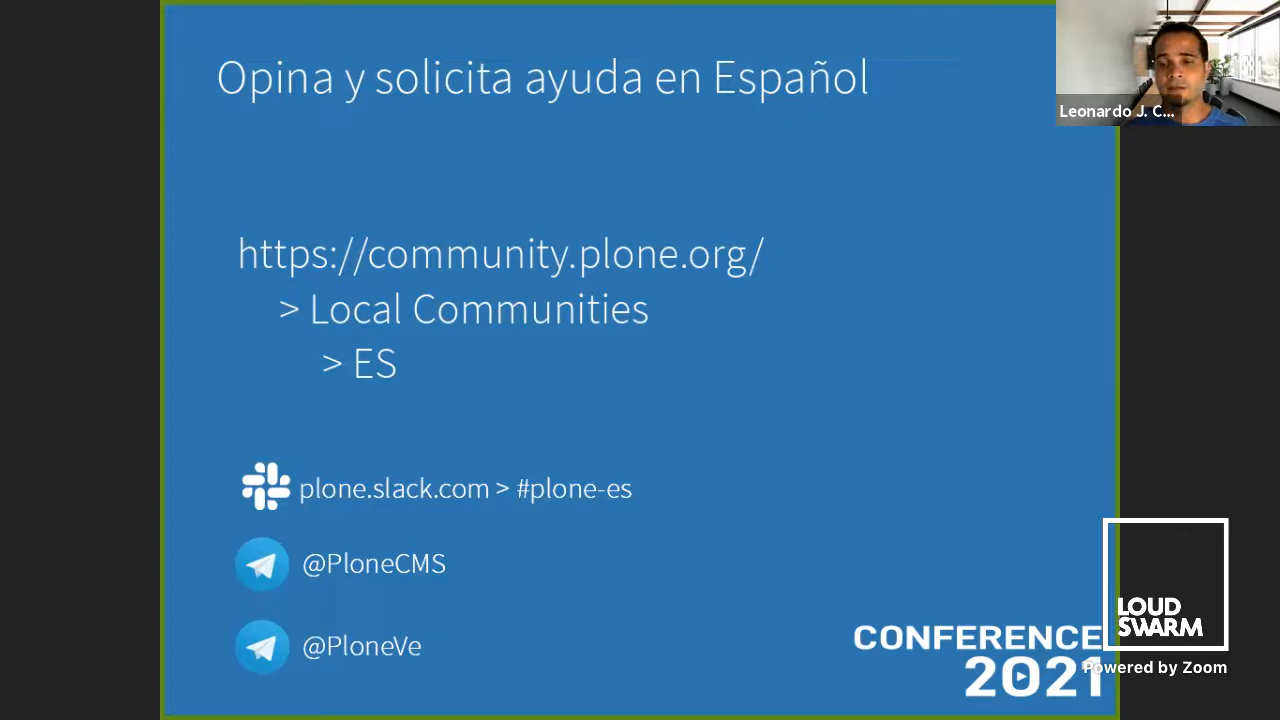 Opina y solicita ayuda en Español
Leonardo J. C...
https://community.plone.org/
> Local Communities
> ES
plone.slack.com > #plone-es
@PloneCMS
@PloneVe
CONFERENCE
2021
LOUD
SWARM
Powered by Zoom